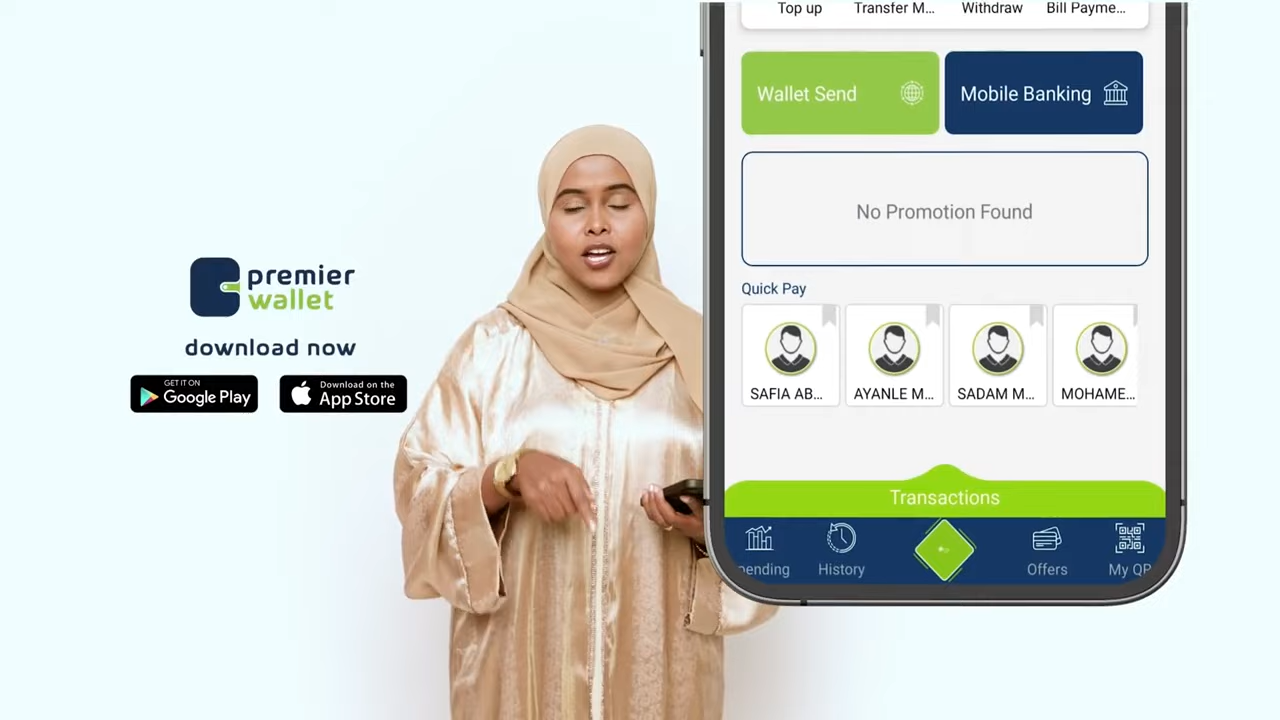 premier
wallet
download now
GET IT ON
Google Play
Download on the
App Store
Top up
Transfer M...
Withdraw
Bill Payme...
Wallet Send
Mobile Banking
No Promotion Found
Quick Pay
SAFIA AB...
AYANLE M...
SADAM M...
MOHAME...
Transactions
pending
History
Offers
My QR